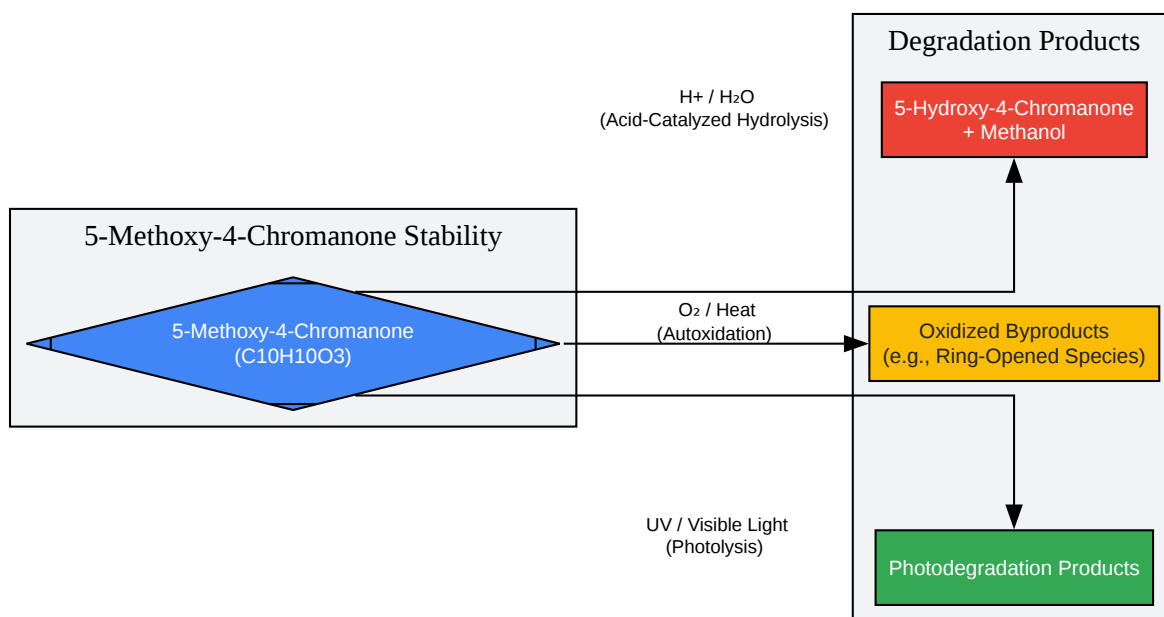 Degradation Products
H+ / H₂O
(Acid-Catalyzed Hydrolysis)
5-Hydroxy-4-Chromanone
+ Methanol
5-Methoxy-4-Chromanone Stability
5-Methoxy-4-Chromanone
(C10H10O3)
O₂ / Heat
(Autoxidation)
Oxidized Byproducts
(e.g., Ring-Opened Species)
UV / Visible Light
(Photolysis)
Photodegradation Products